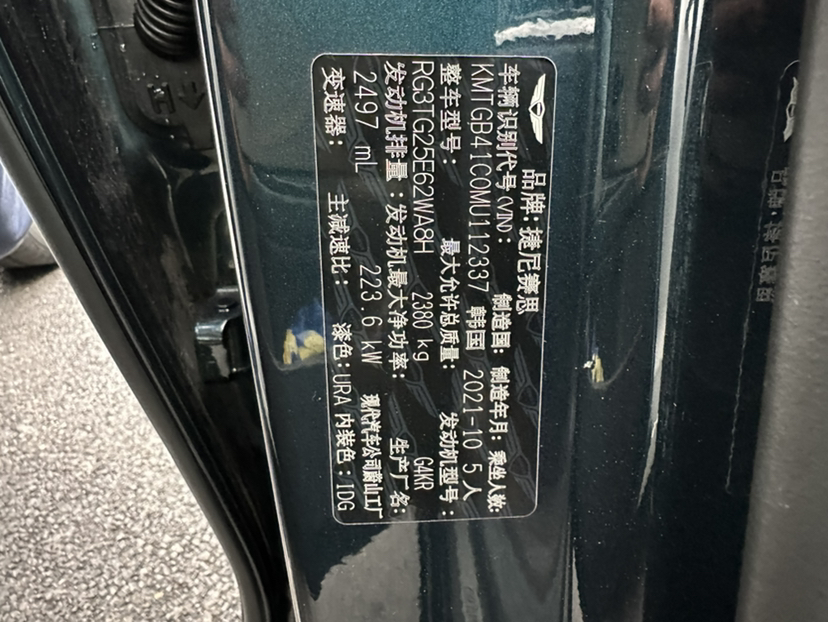 品牌:捷尼赛思
车辆识别代号(VIN): 制造国: 制造年月: 乘坐人数:
KMTGB41C0MU112337 韩国 2021-10 5人
整车型号: 最大允许总质量: 发动机型号:
RG3TG25E62WA8H 2380 kg G4KR
发动机排量: 发动机最大净功率: 生产厂名:
2497 mL 223.6 kW 现代汽车公司蔚山工厂
变速器: 主减速比: 漆色:URA 内装色:IDG